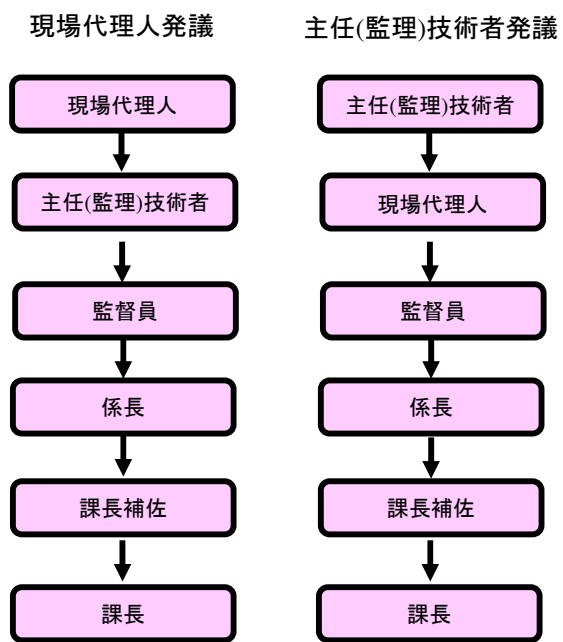 現場代理人発議
現場代理人
主任(監理)技術者
監督員
係長
課長補佐
課長
主任(監理)技術者発議
主任(監理)技術者
現場代理人
監督員
係長
課長補佐
課長